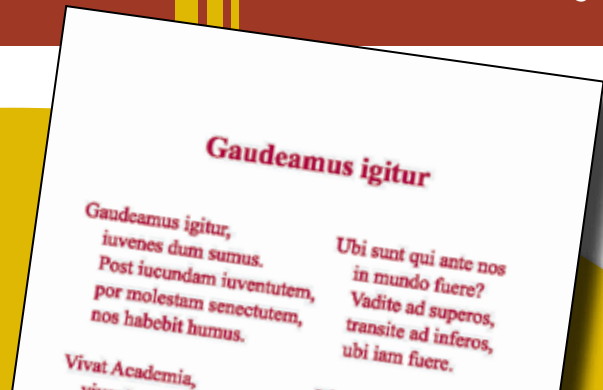 Gaudeamus igitur
Gaudeamus igitur,
iuvenes dum sumus.
Post iucundam iuventutem,
por molestam senectutem,
nos habebit humus.
Vivat Academia,
Ubi sunt qui ante nos
in mundo fuere?
Vadite ad superos,
transite ad inferos,
ubi iam fuere.